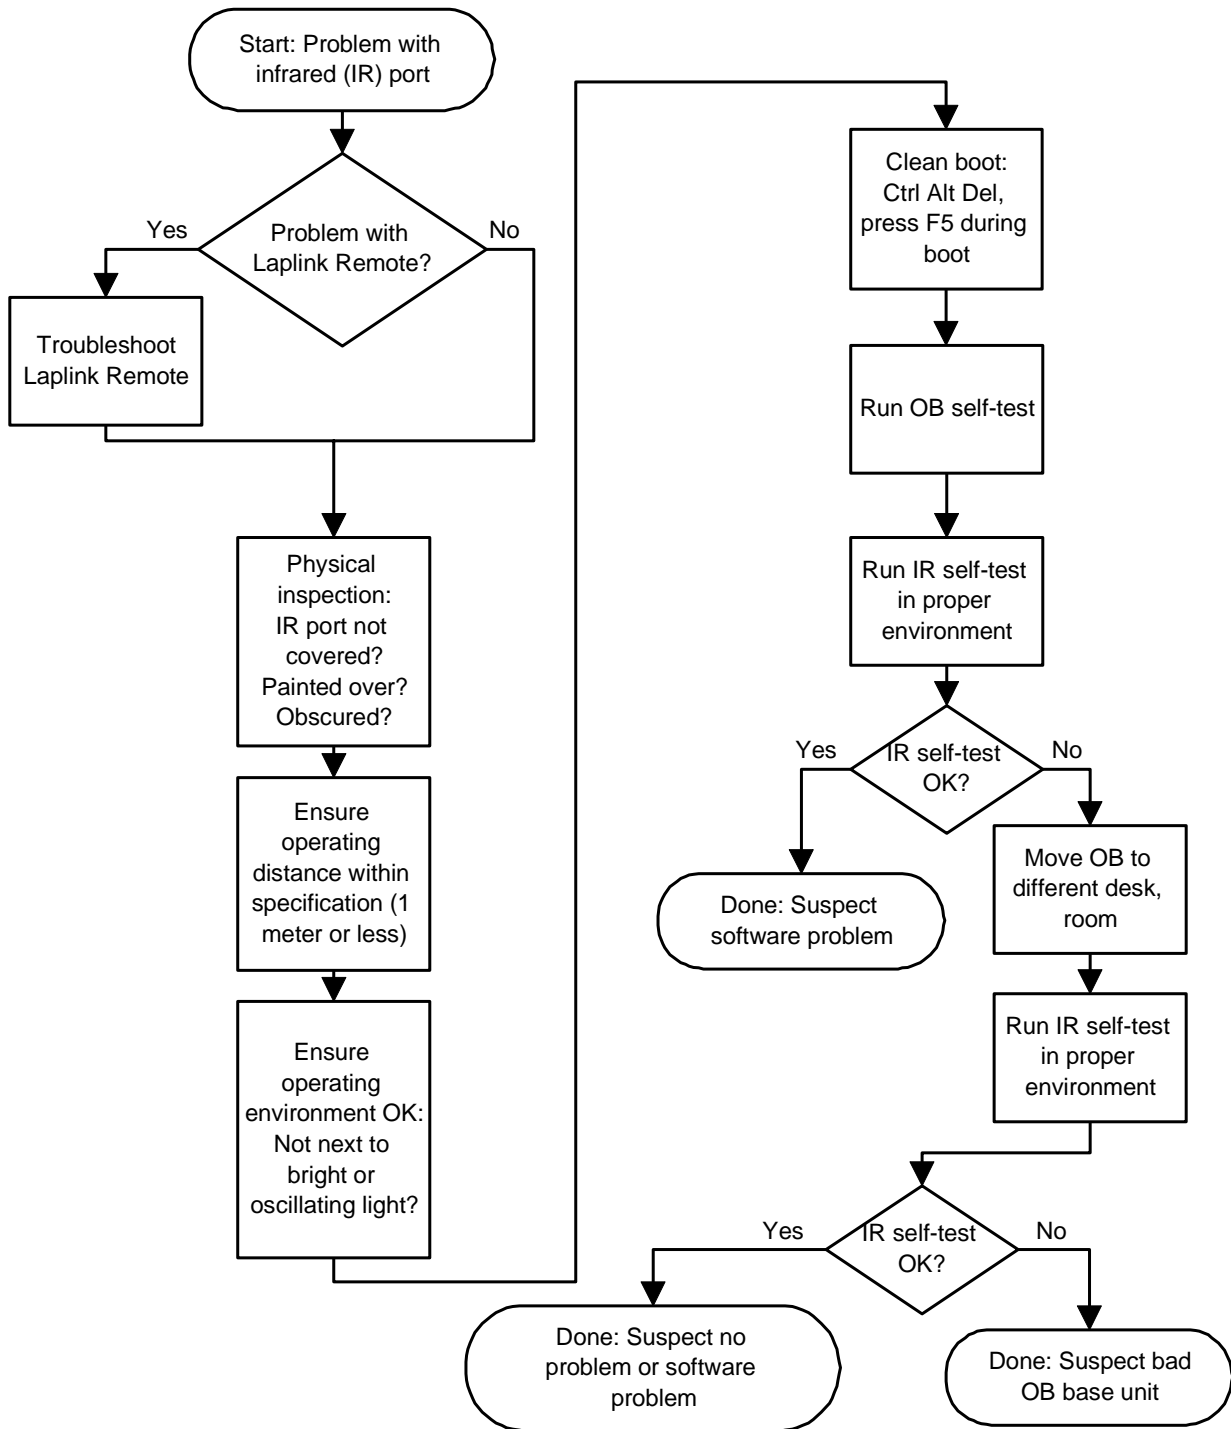 Start: Problem with
infrared (IR) port
Yes
Problem with
Laplink Remote?
No
Troubleshoot
Laplink Remote
Physical
inspection:
IR port not
covered?
Painted over?
Obscured?
Ensure
operating
distance within
specification (1
meter or less)
Ensure
operating
environment OK:
Not next to
bright or
oscillating light?
Clean boot:
Ctrl Alt Del,
press F5 during
boot
Run OB self-test
Run IR self-test
in proper
environment
Yes
IR self-test
OK?
No
Done: Suspect
software problem
Move OB to
different desk,
room
Run IR self-test
in proper
environment
Yes
IR self-test
OK?
No
Done: Suspect no
problem or software
problem
Done: Suspect bad
OB base unit